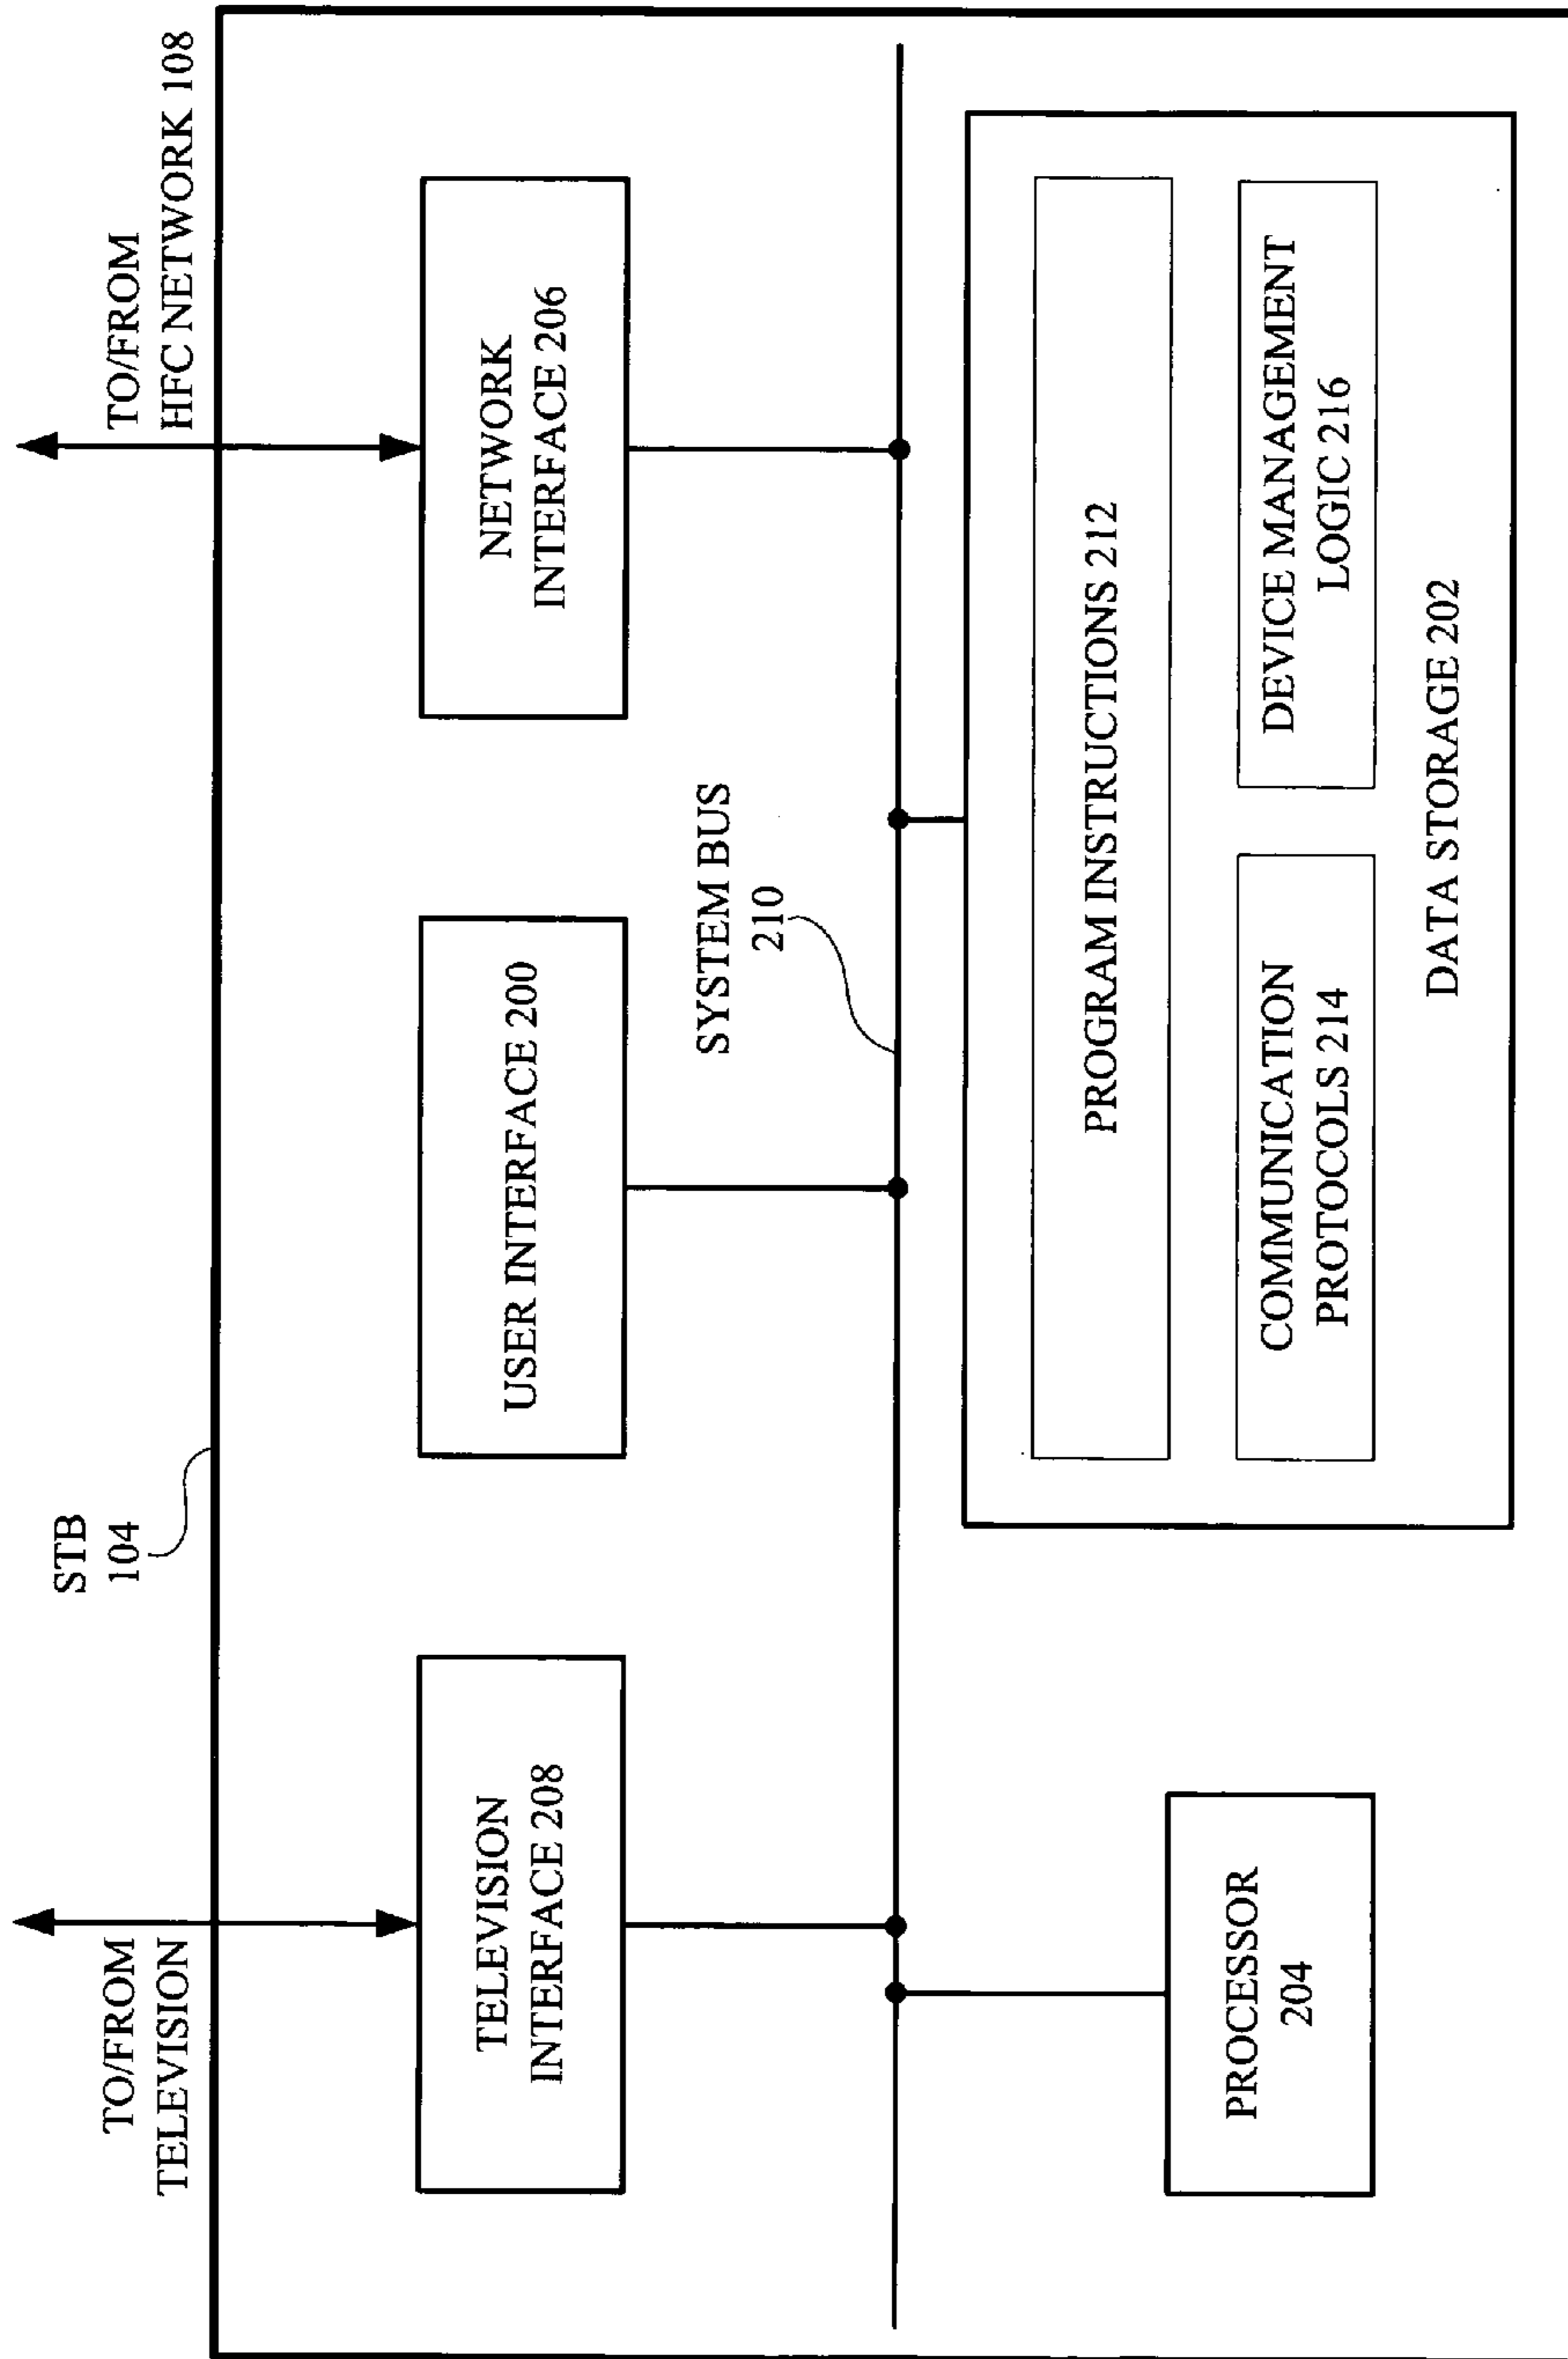 STB
104
TO/FROM
TELEVISION
TO/FROM
HFC NETWORK 108
TELEVISION
INTERFACE 208
USER INTERFACE 200
NETWORK
INTERFACE 206
SYSTEM BUS
210
PROCESSOR
204
PROGRAM INSTRUCTIONS 212
COMMUNICATION
PROTOCOLS 214
DEVICE MANAGEMENT
LOGIC 216
DATA STORAGE 202